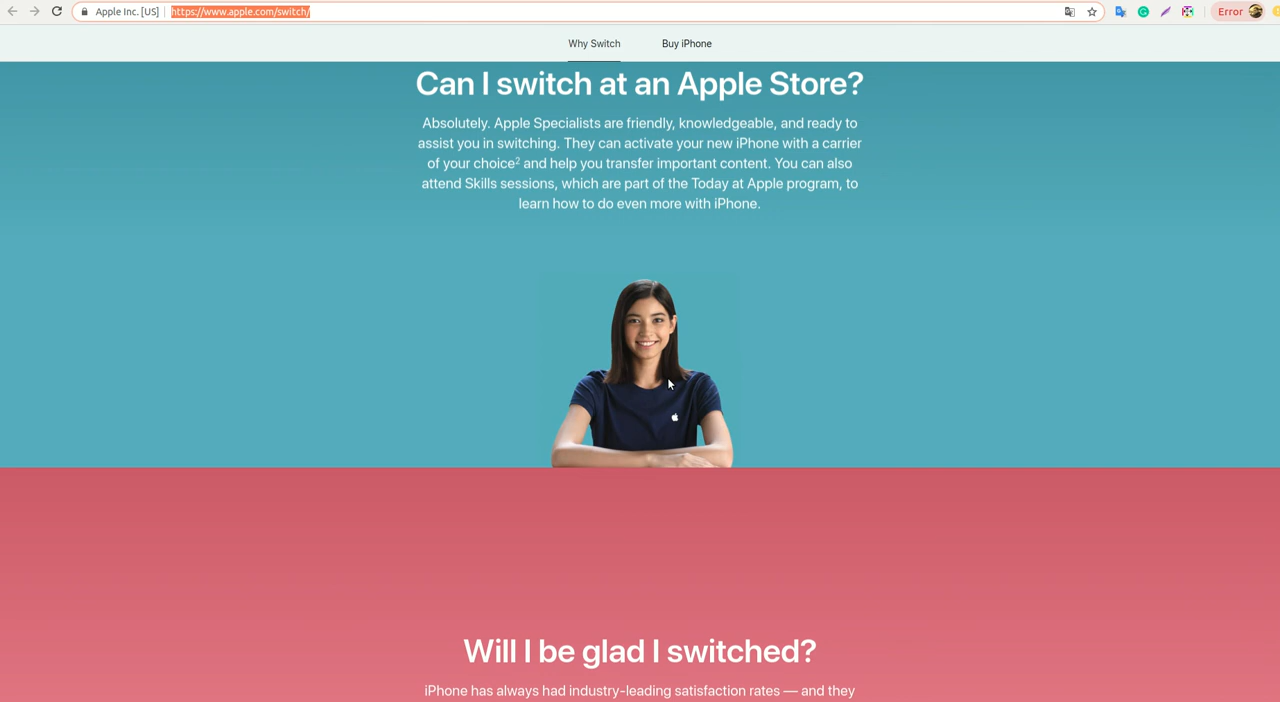 Apple Inc. [US] | https://www.apple.com/switch/
Error
Why Switch
Buy iPhone
Can I switch at an Apple Store?
Absolutely. Apple Specialists are friendly, knowledgeable, and ready to
assist you in switching. They can activate your new iPhone with a carrier
of your choice² and help you transfer important content. You can also
attend Skills sessions, which are part of the Today at Apple program, to
learn how to do even more with iPhone.
Will I be glad I switched?
iPhone has always had industry-leading satisfaction rates — and they